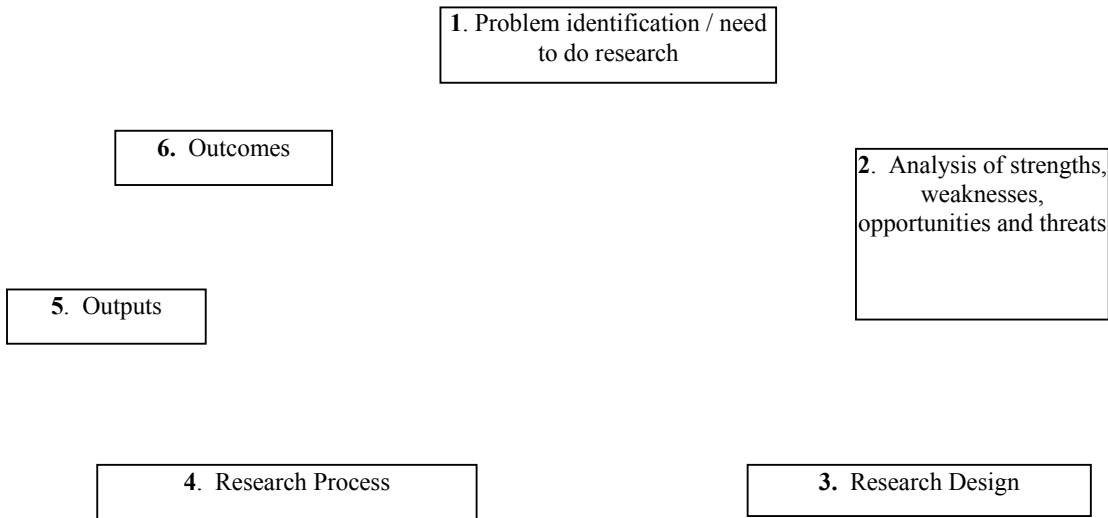 1. Problem identification / need
to do research
6. Outcomes
2. Analysis of strengths,
weaknesses,
opportunities and threats
5. Outputs
4. Research Process
3. Research Design